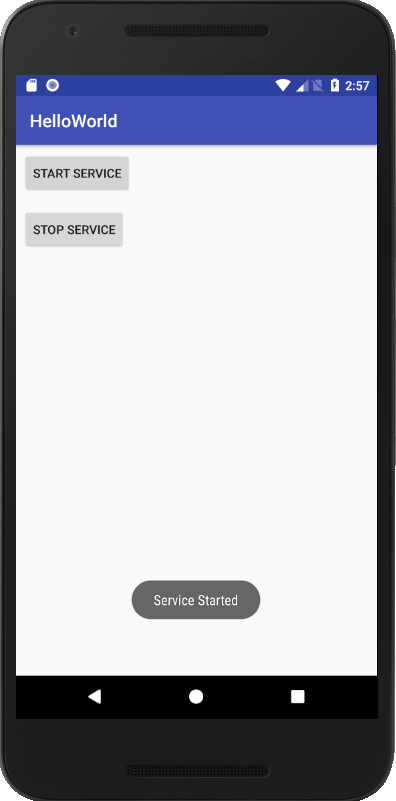 2:57
HelloWorld
START SERVICE
STOP SERVICE
Service Started